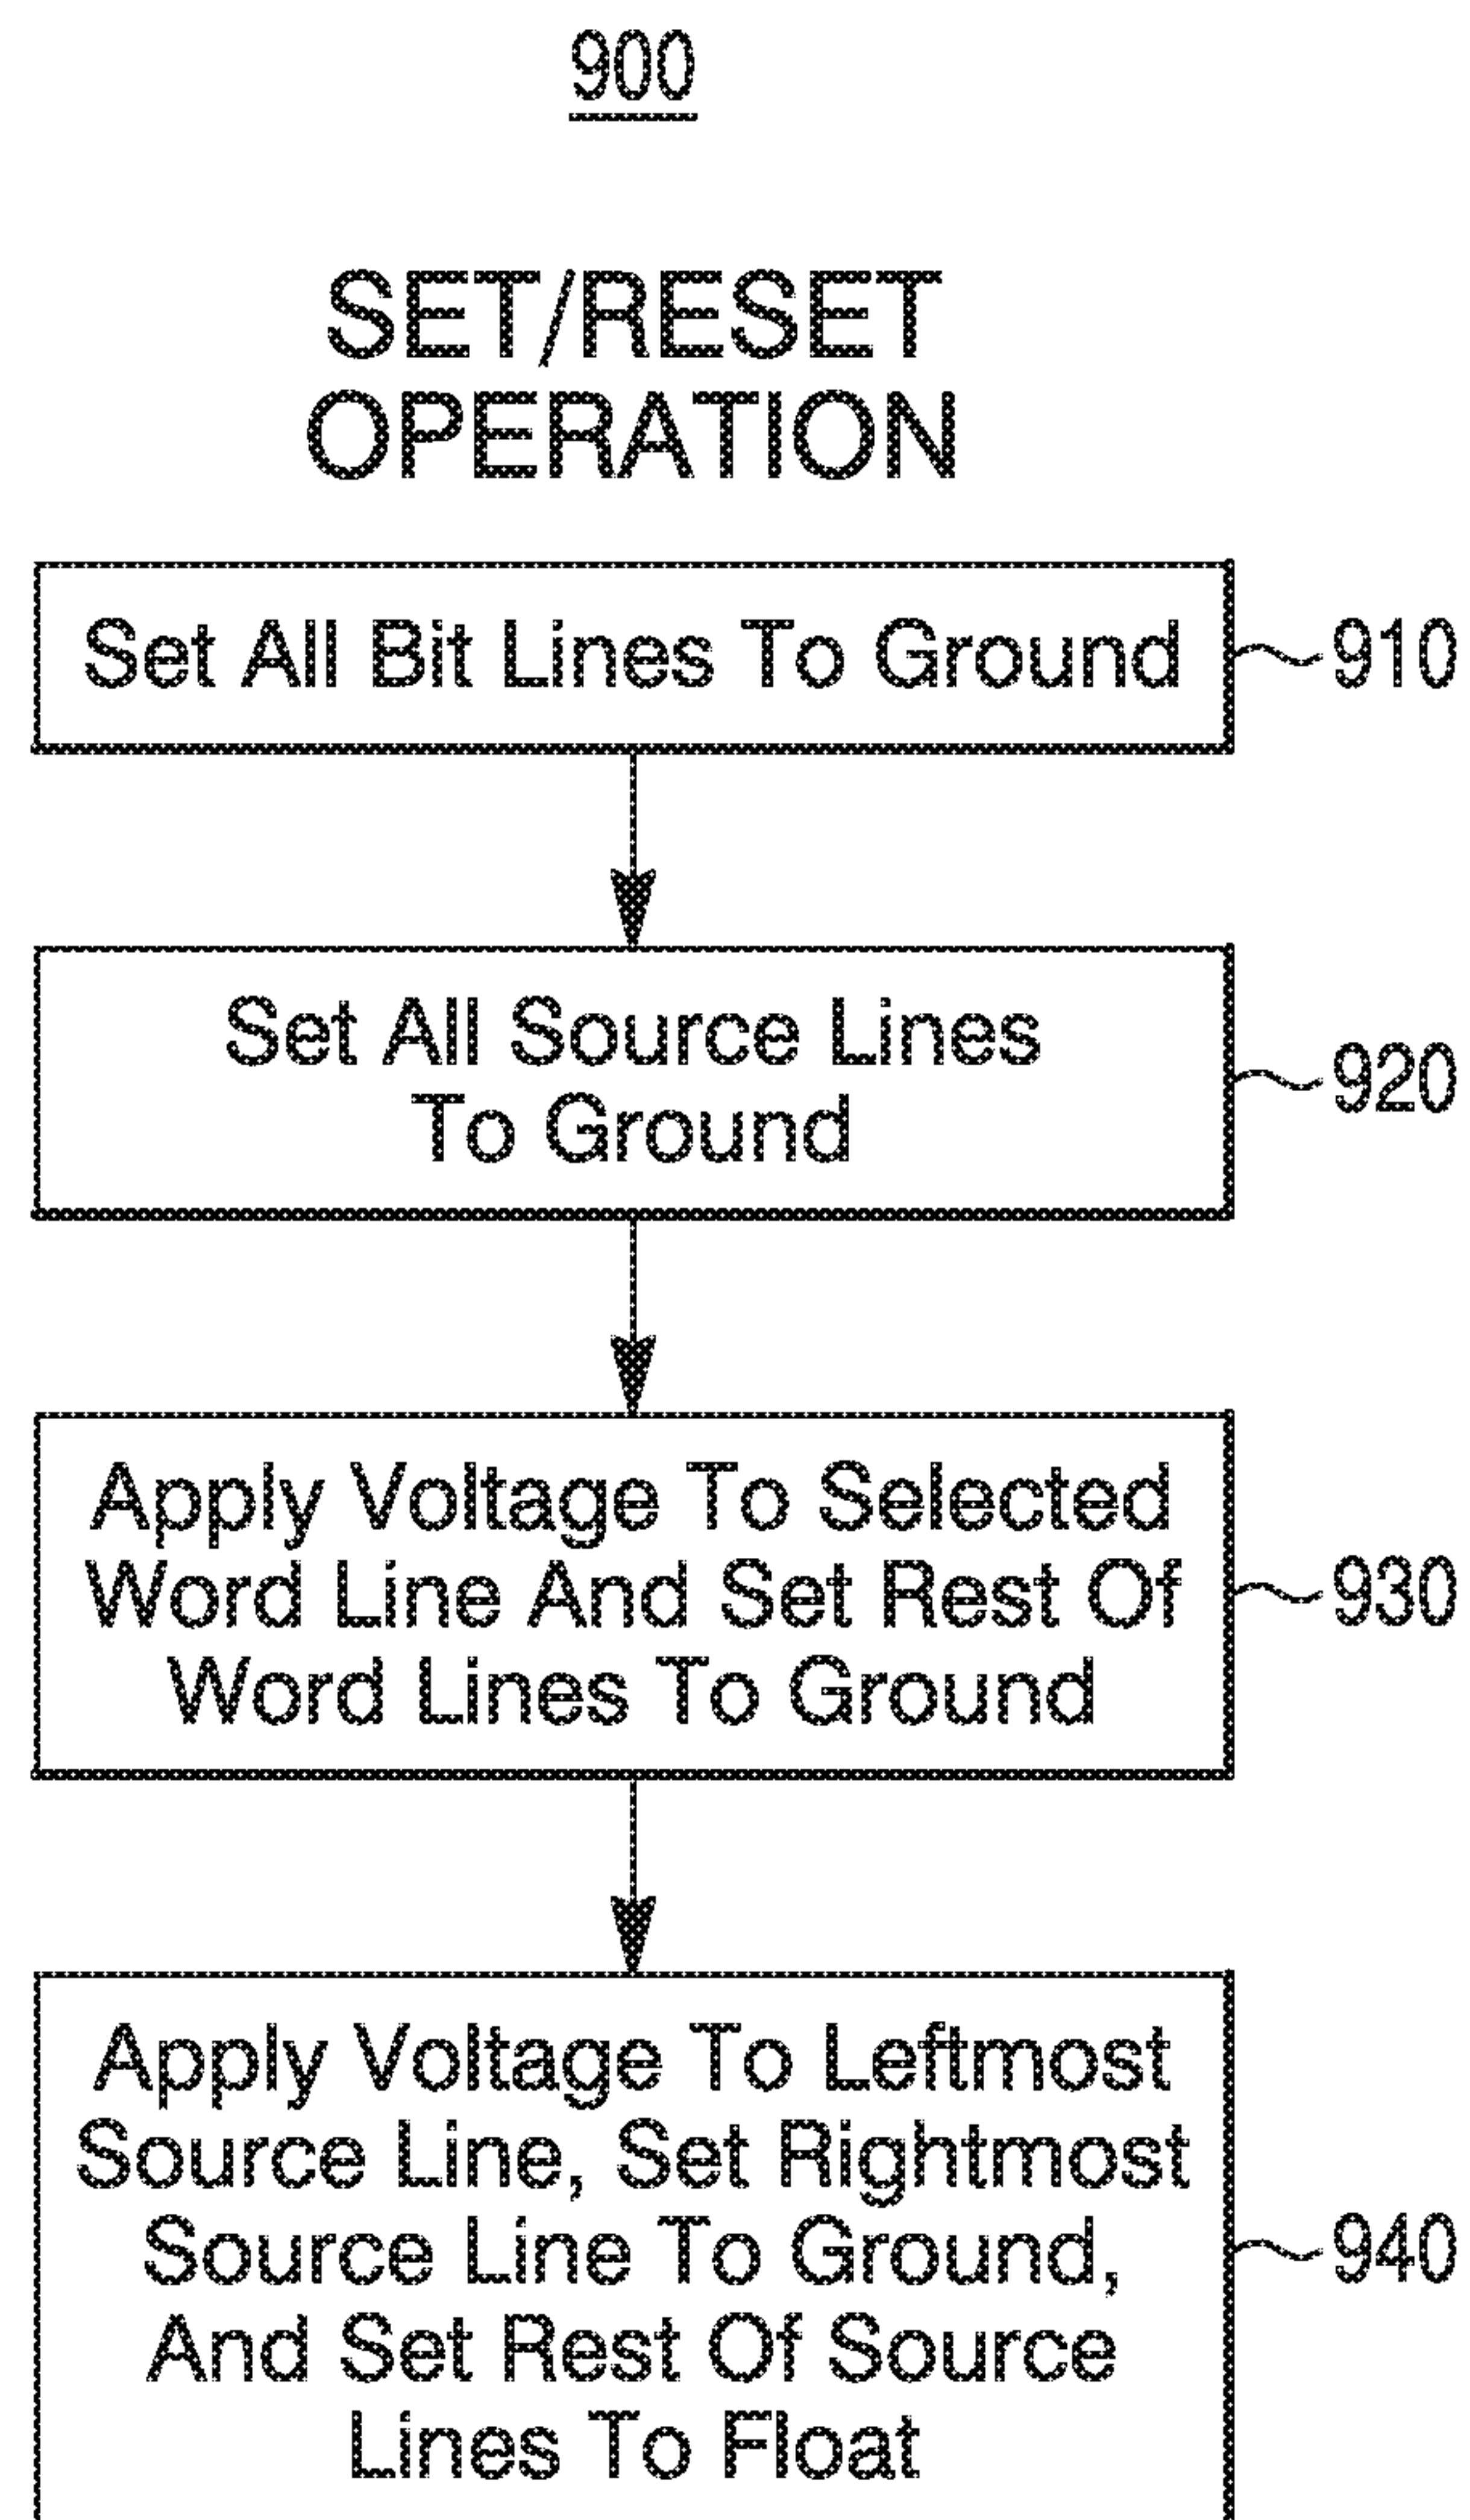 900
SET/RESET
OPERATION
Set All Bit Lines To Ground
910
Set All Source Lines
To Ground
920
Apply Voltage To Selected
Word Line And Set Rest Of
Word Lines To Ground
930
Apply Voltage To Leftmost
Source Line, Set Rightmost
Source Line To Ground,
And Set Rest Of Source
Lines To Float
940